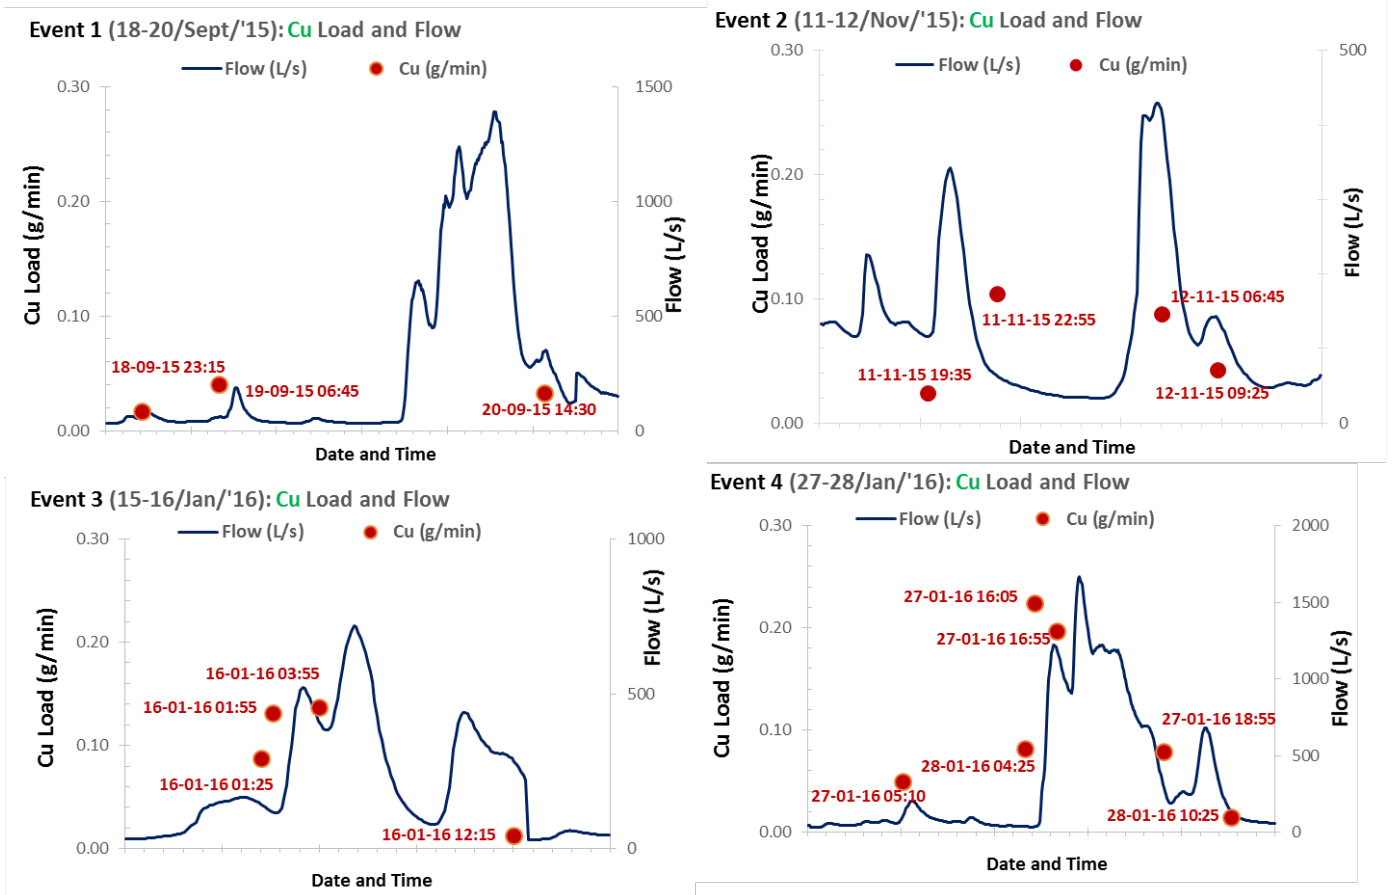 Event 1 (18-20/Sept/'15): Cu Load and Flow
Flow (L/s)
Cu (g/min)
0.30
0.20
0.10
0.00
1500
1000
500
0
Cu Load (g/min)
Flow (L/s)
18-09-15 23:15
19-09-15 06:45
20-09-15 14:30
Date and Time
Event 2 (11-12/Nov/'15): Cu Load and Flow
Flow (L/s)
Cu (g/min)
0.30
0.20
0.10
0.00
500
0
Cu Load (g/min)
Flow (L/s)
11-11-15 19:35
11-11-15 22:55
12-11-15 06:45
12-11-15 09:25
Date and Time
Event 3 (15-16/Jan/'16): Cu Load and Flow
Flow (L/s)
Cu (g/min)
0.30
0.20
0.10
0.00
1000
500
0
Cu Load (g/min)
Flow (L/s)
16-01-16 03:55
16-01-16 01:55
16-01-16 01:25
16-01-16 12:15
Date and Time
Event 4 (27-28/Jan/'16): Cu Load and Flow
Flow (L/s)
Cu (g/min)
0.30
0.20
0.10
0.00
2000
1500
1000
500
0
Cu Load (g/min)
Flow (L/s)
27-01-16 16:05
27-01-16 16:55
27-01-16 18:55
28-01-16 04:25
27-01-16 05:10
28-01-16 10:25
Date and Time